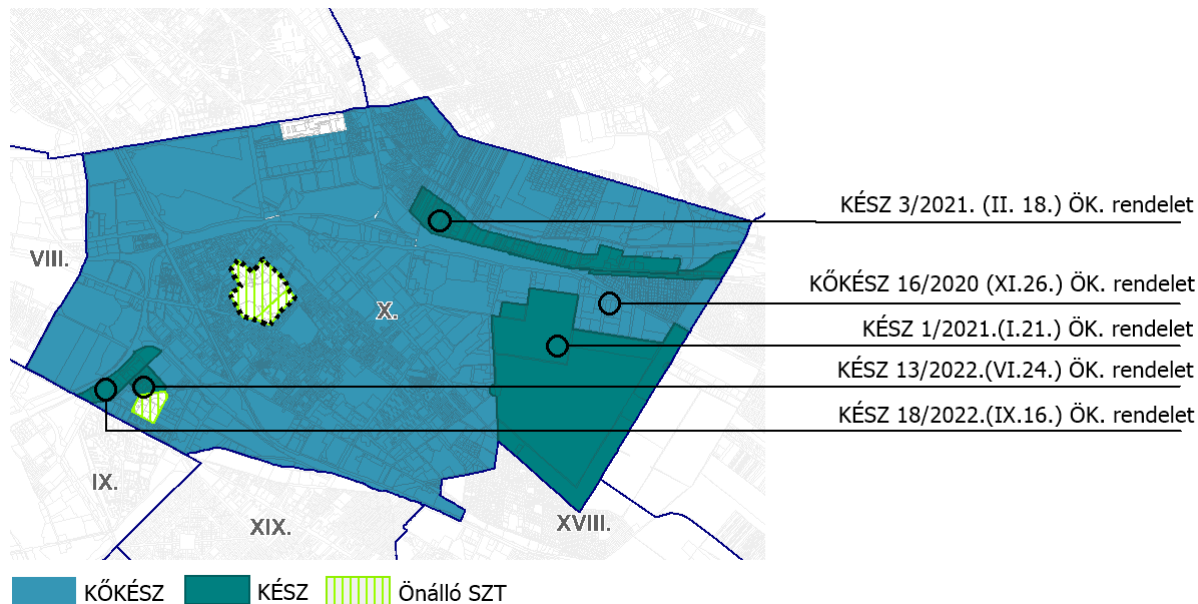 KÉSZ 3/2021. (II. 18.) ÖK. rendelet
VIII.
KŐKÉSZ 16/2020 (XI.26.) ÖK. rendelet
X.
KÉSZ 1/2021.(I.21.) ÖK. rendelet
KÉSZ 13/2022.(VI.24.) ÖK. rendelet
KÉSZ 18/2022.(IX.16.) ÖK. rendelet
IX.
XIX.
XVIII.
KŐKÉSZ
KÉSZ
Önálló SZT